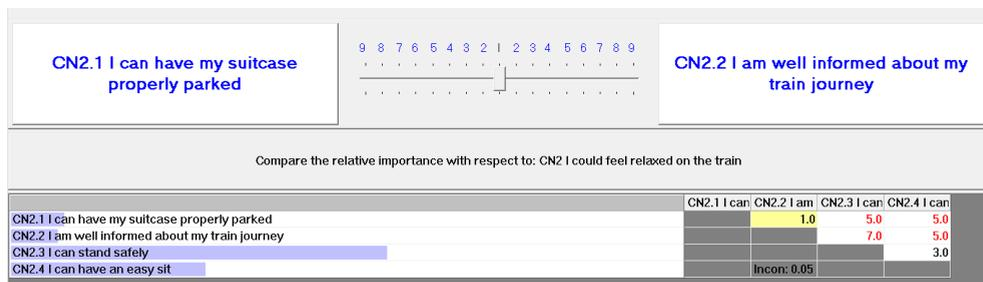 CN2.1 I can have my suitcase
properly parked
9 8 7 6 5 4 3 2 1 2 3 4 5 6 7 8 9
CN2.2 I am well informed about my
train journey
Compare the relative importance with respect to: CN2 I could feel relaxed on the train
CN2.1 I can CN2.2 I am CN2.3 I can CN2.4 I can
CN2.1 I can have my suitcase properly parked 1.0 5.0 5.0
CN2.2 I am well informed about my train journey 7.0 5.0
CN2.3 I can stand safely 3.0
CN2.4 I can have an easy sit Incon: 0.05